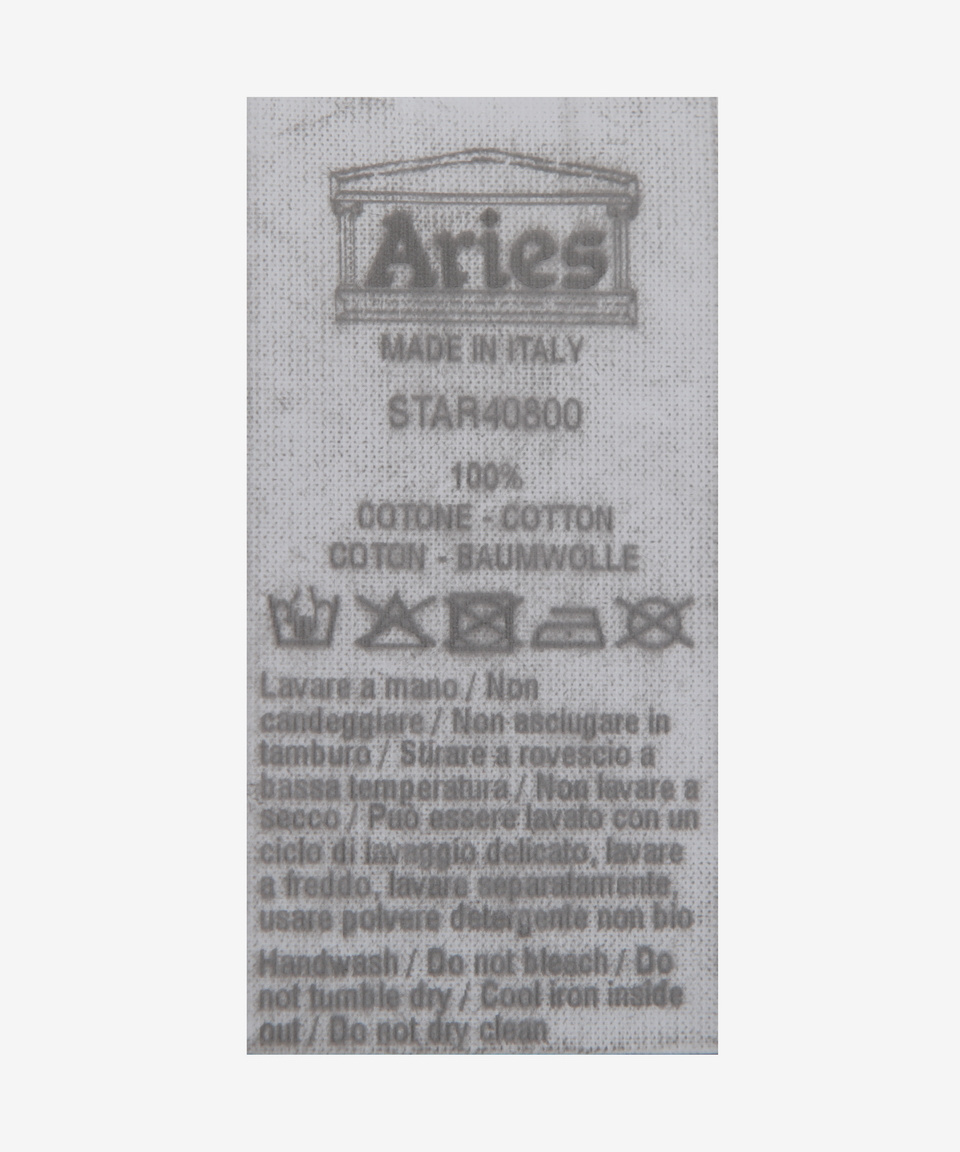 Aries
MADE IN ITALY
STAR40800
100%
COTONE - COTTON
COTON - BAUMWOLLE
Lavare a mano / Non
candeggiare / Non asciugare in
tamburo / Stirare a rovescio a
bassa temperatura / Non lavare a
secco / Può essere lavato con un
ciclo di lavaggio delicato, lavare
a freddo, lavare separatamente,
usare polvere detergente non bio
Handwash / Do not bleach / Do
not tumble dry / Cool iron inside
out / Do not dry clean